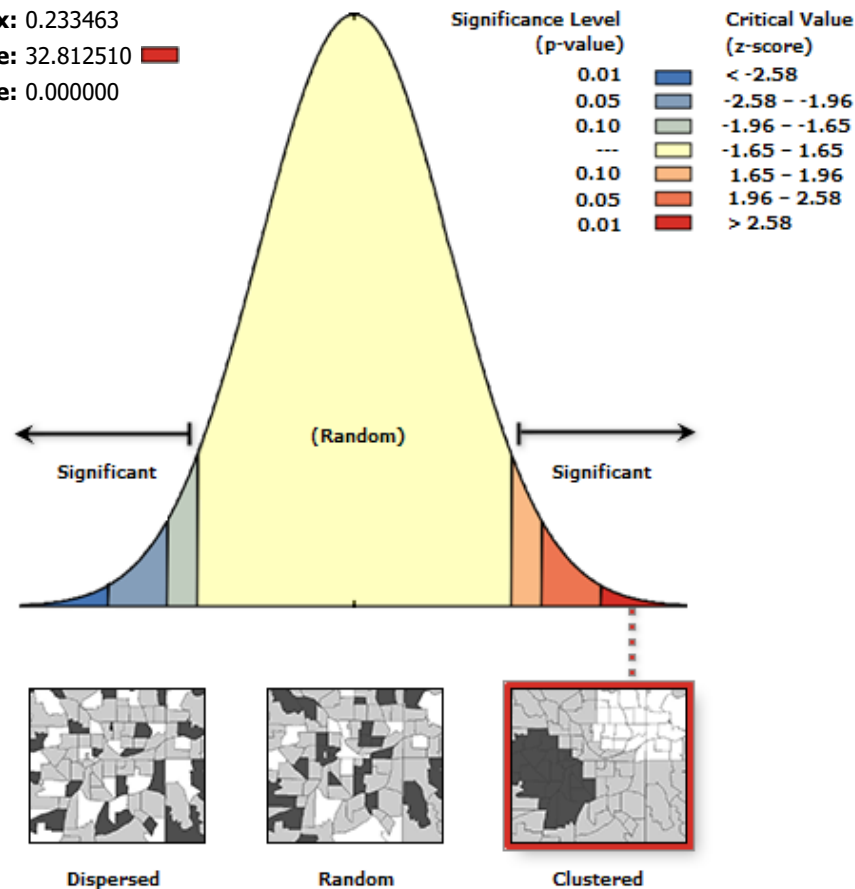 x: 0.233463
e: 32.812510
e: 0.000000
Significance Level
(p-value)
Critical Value
(z-score)
0.01 < -2.58
0.05 -2.58 – -1.96
0.10 -1.96 – -1.65
--- -1.65 – 1.65
0.10 1.65 – 1.96
0.05 1.96 – 2.58
0.01 > 2.58
(Random)
Significant Significant
Dispersed Random Clustered